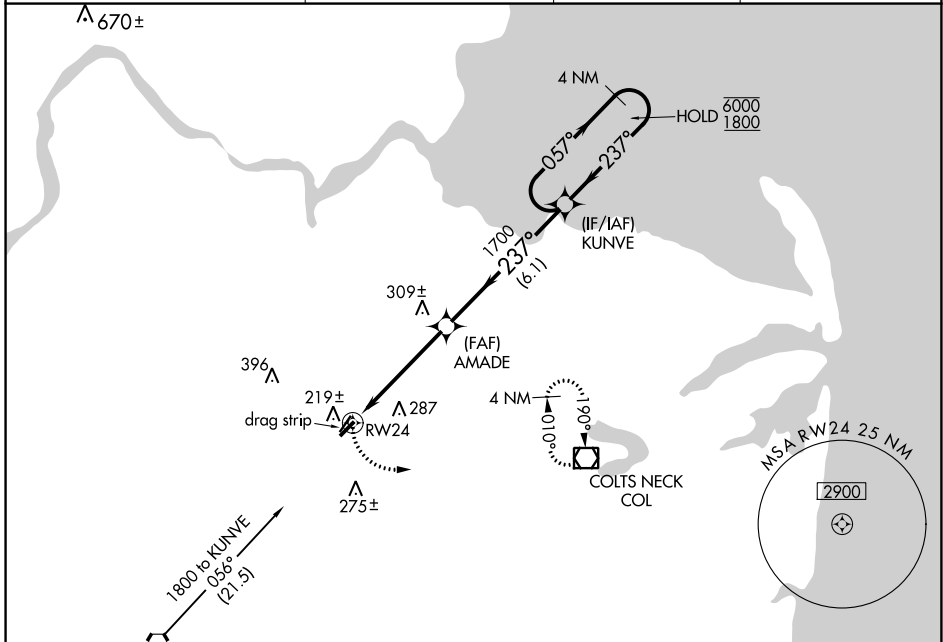 670±
4 NM
HOLD 6000
1800
057°
237°
(IF/IAF)
KUNVE
1700
237°
(6.1)
309±
(FAF)
AMADE
396
219±
287
drag strip
RW24
4 NM
010°
190°
COLTS NECK
COL
275±
MSA RW24 25 NM
2900
1800 to KUNVE
056°
(21.5)